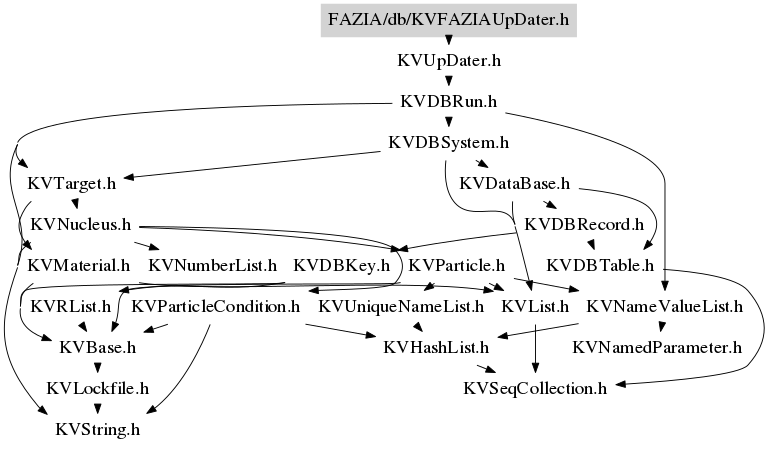 FAZIA/db/KVFAZIAUpDater.h
KVUpDater.h
KVDBRun.h
KVDBSystem.h
KVTarget.h
KVDataBase.h
KVNucleus.h
KVDBRecord.h
KVMaterial.h
KVNumberList.h
KVDBKey.h
KVParticle.h
KVDBTable.h
KVRList.h
KVParticleCondition.h
KVUniqueNameList.h
KVList.h
KVNameValueList.h
KVBase.h
KVHashList.h
KVNamedParameter.h
KVLockfile.h
KVSeqCollection.h
KVString.h